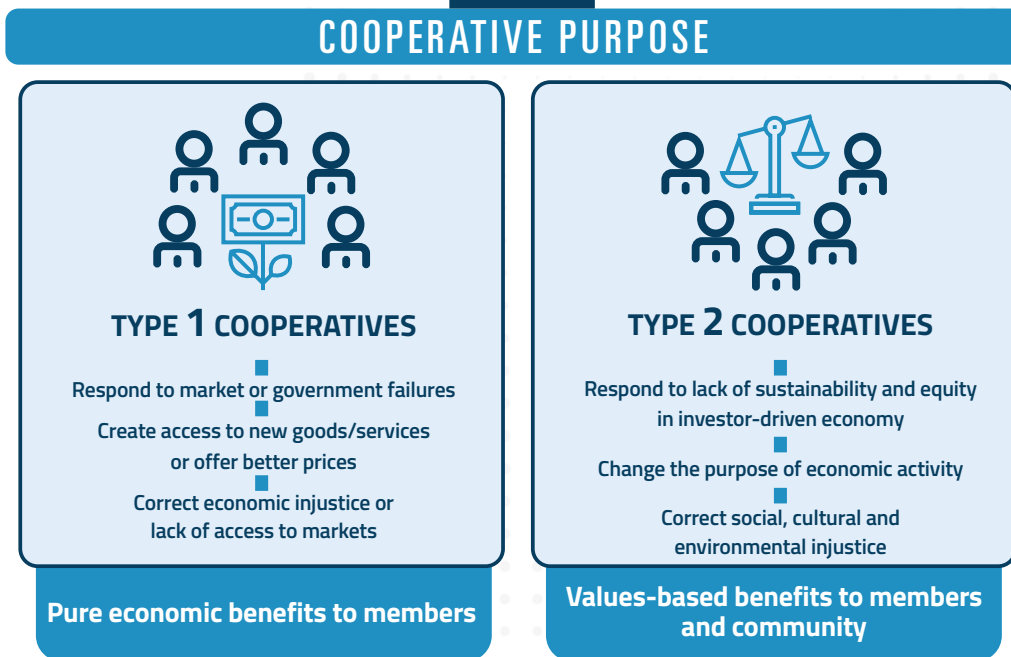 COOPERATIVE PURPOSE
TYPE 1 COOPERATIVES
Respond to market or government failures
Create access to new goods/services
or offer better prices
Correct economic injustice or
lack of access to markets
Pure economic benefits to members
TYPE 2 COOPERATIVES
Respond to lack of sustainability and equity
in investor-driven economy
Change the purpose of economic activity
Correct social, cultural and
environmental injustice
Values-based benefits to members
and community